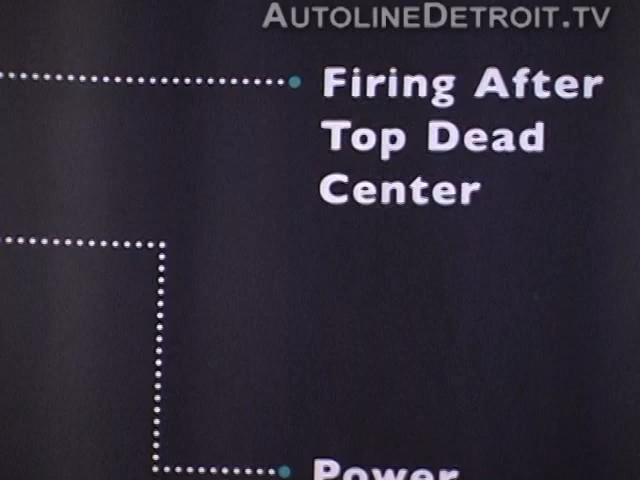 AUTOLINEDETROIT.TV
Firing After
Top Dead
Center
Power